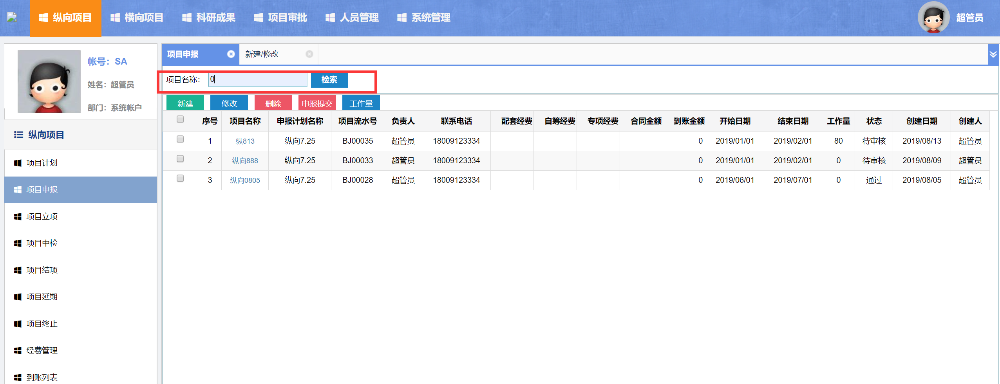 纵向项目 横向项目 科研成果 项目审批 人员管理 系统管理 超管员
帐号：SA
姓名：超管员
部门：系统帐户
纵向项目
项目计划
项目申报
项目立项
项目中检
项目结项
项目延期
项目终止
经费管理
到账列表
项目申报 新建/修改
项目名称： 0 检索
新建 修改 删除 申报提交 工作量
序号 项目名称 申报计划名称 项目流水号 负责人 联系电话 配套经费 自筹经费 专项经费 合同金额 到账金额 开始日期 结束日期 工作量 状态 创建日期 创建人
1 纵813 纵向7.25 BJ00035 超管员 18009123334 0 2019/01/01 2019/02/01 80 待审核 2019/08/13 超管员
2 纵向888 纵向7.25 BJ00033 超管员 18009123334 0 2019/01/01 2019/02/01 0 待审核 2019/08/09 超管员
3 纵向0805 纵向7.25 BJ00028 超管员 18009123334 0 2019/06/01 2019/07/01 0 通过 2019/08/05 超管员